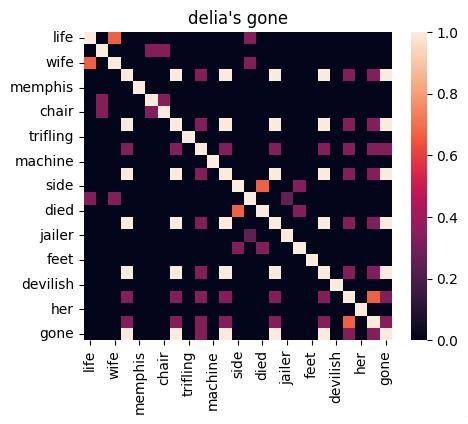 delia's gone
life
wife
memphis
chair
trifling
machine
side
died
jailer
feet
devilish
her
gone
1.0
0.8
0.6
0.4
0.2
0.0
life
wife
memphis
chair
trifling
machine
side
died
jailer
feet
devilish
her
gone